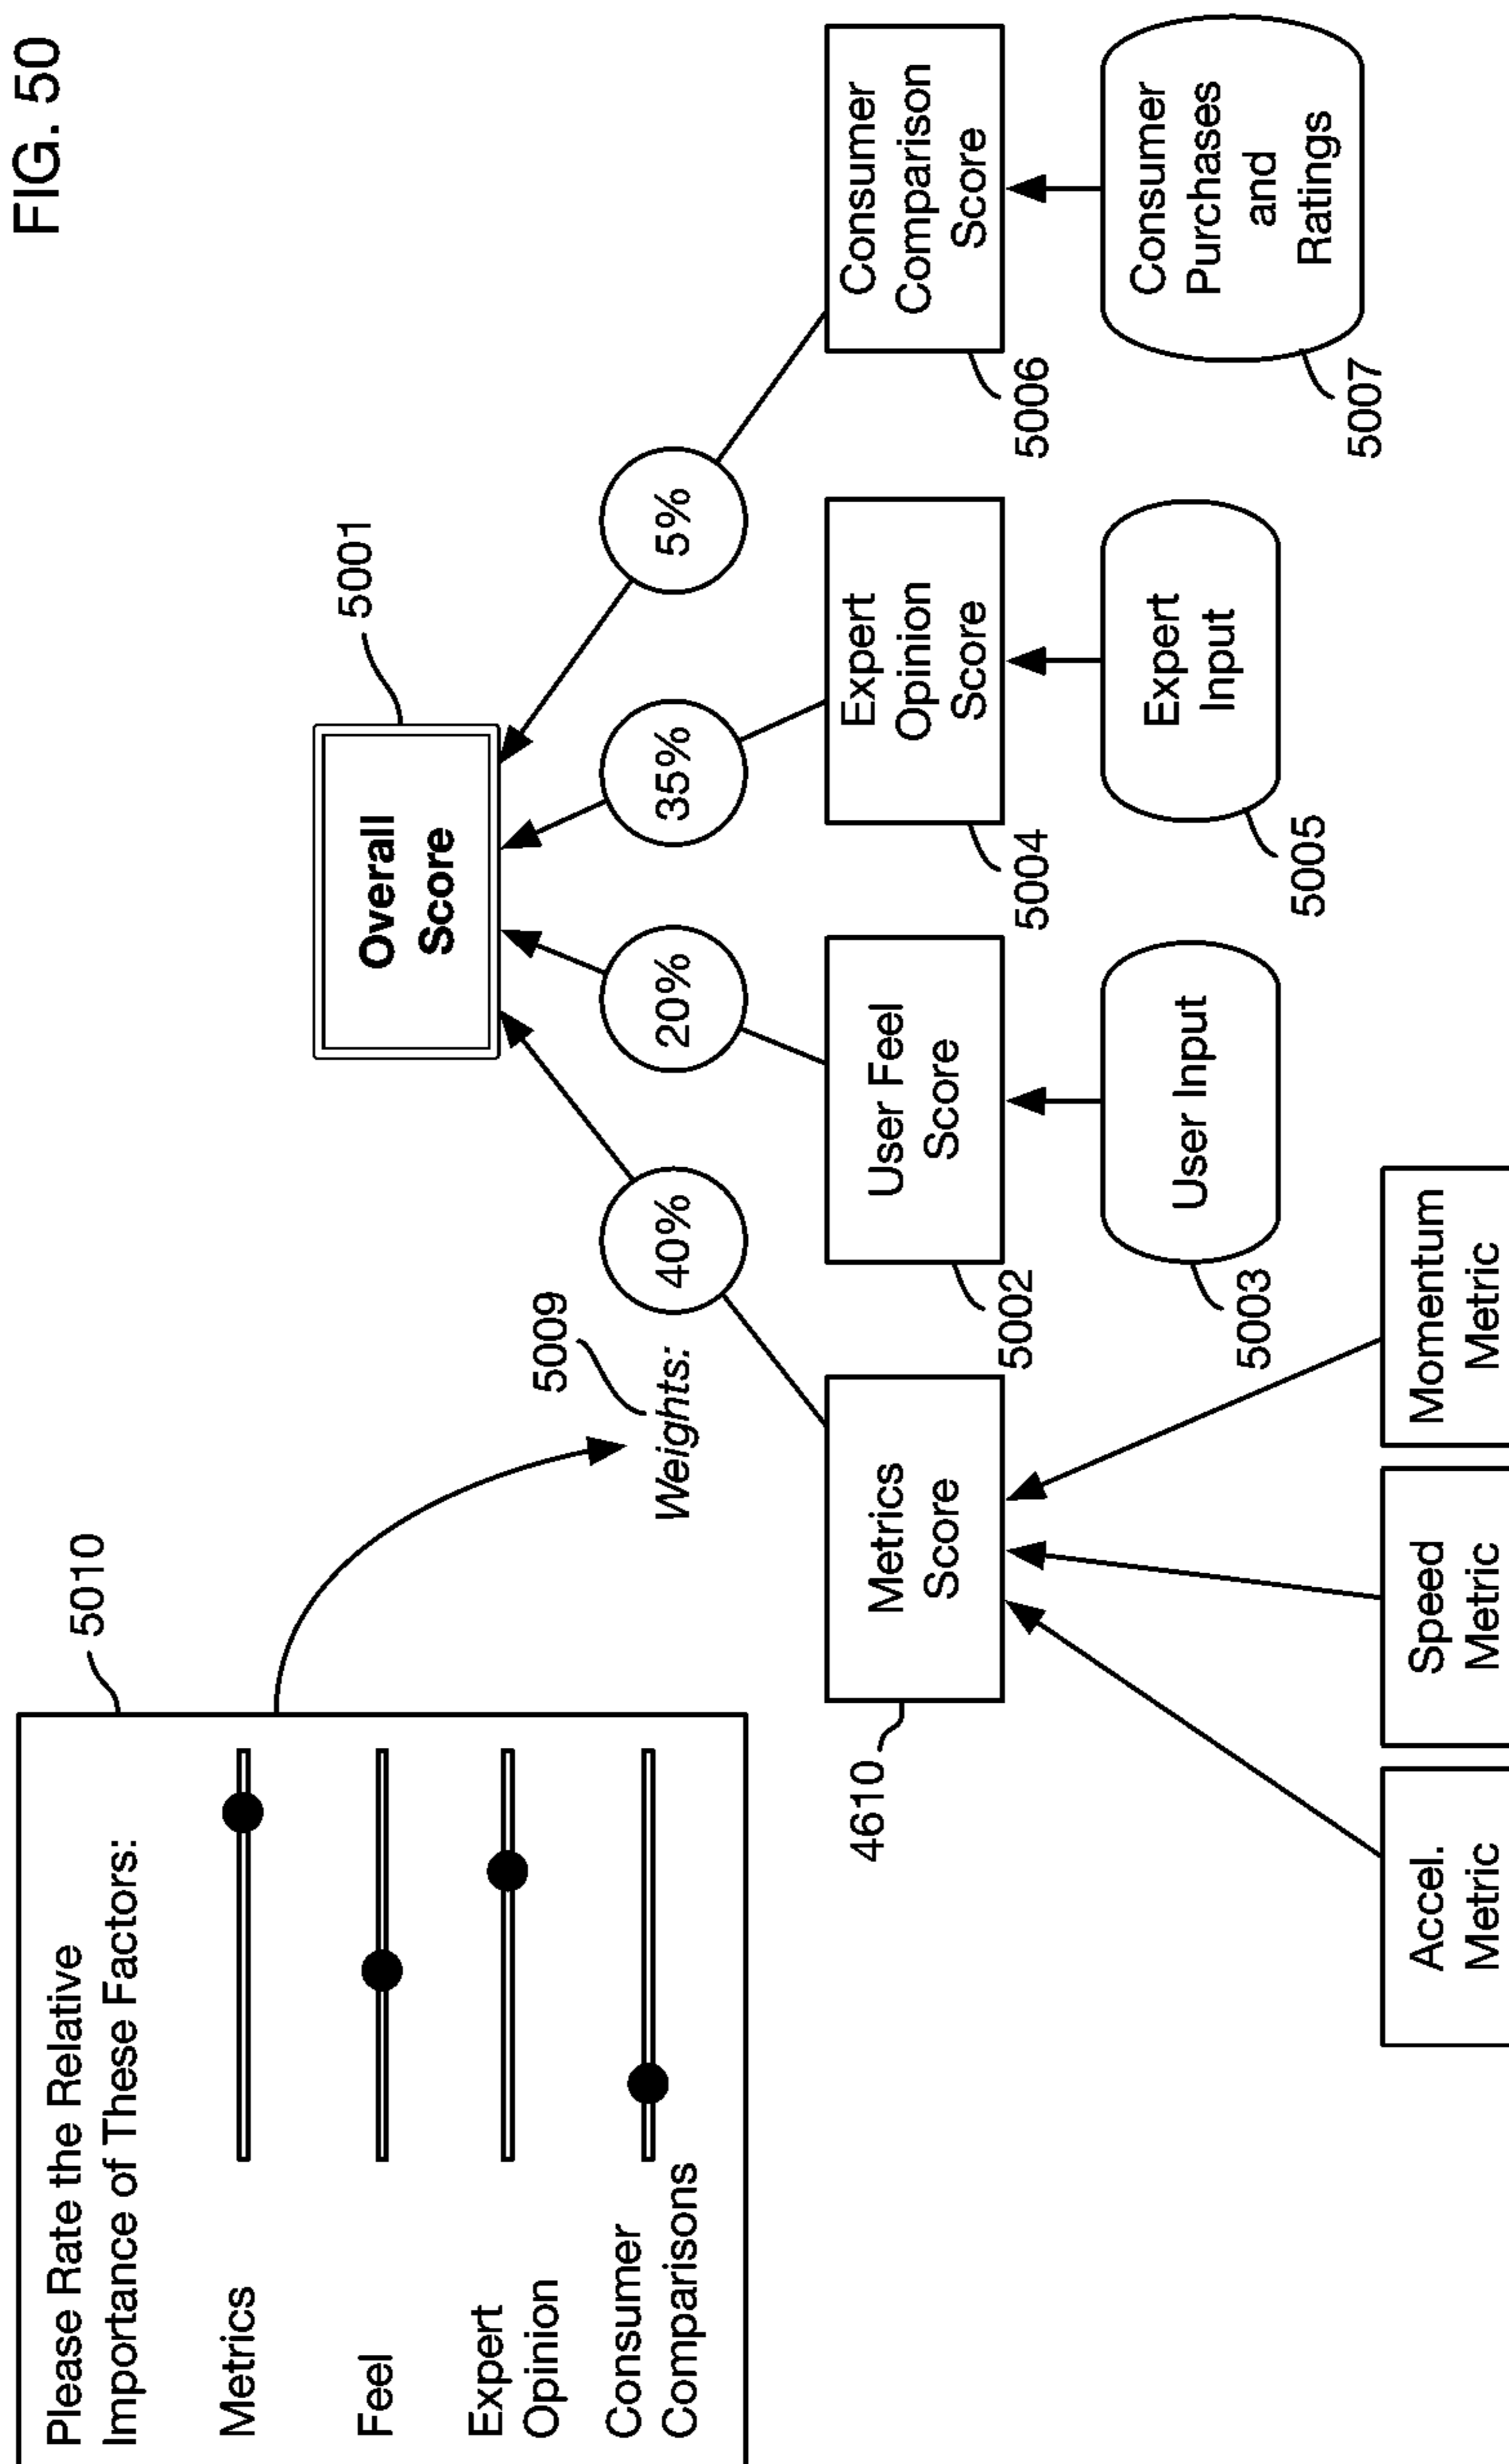 FIG. 50
Please Rate the Relative
Importance of These Factors:
Metrics
Feel
Expert
Opinion
Consumer
Comparisons
5010
5009
Weights:
5001
Overall
Score
40%
20%
35%
5%
4610
Metrics
Score
5002
User Feel
Score
5004
Expert
Opinion
Score
5006
Consumer
Comparison
Score
5003
User Input
5005
Expert
Input
5007
Consumer
Purchases
and
Ratings
Accel.
Metric
Speed
Metric
Momentum
Metric